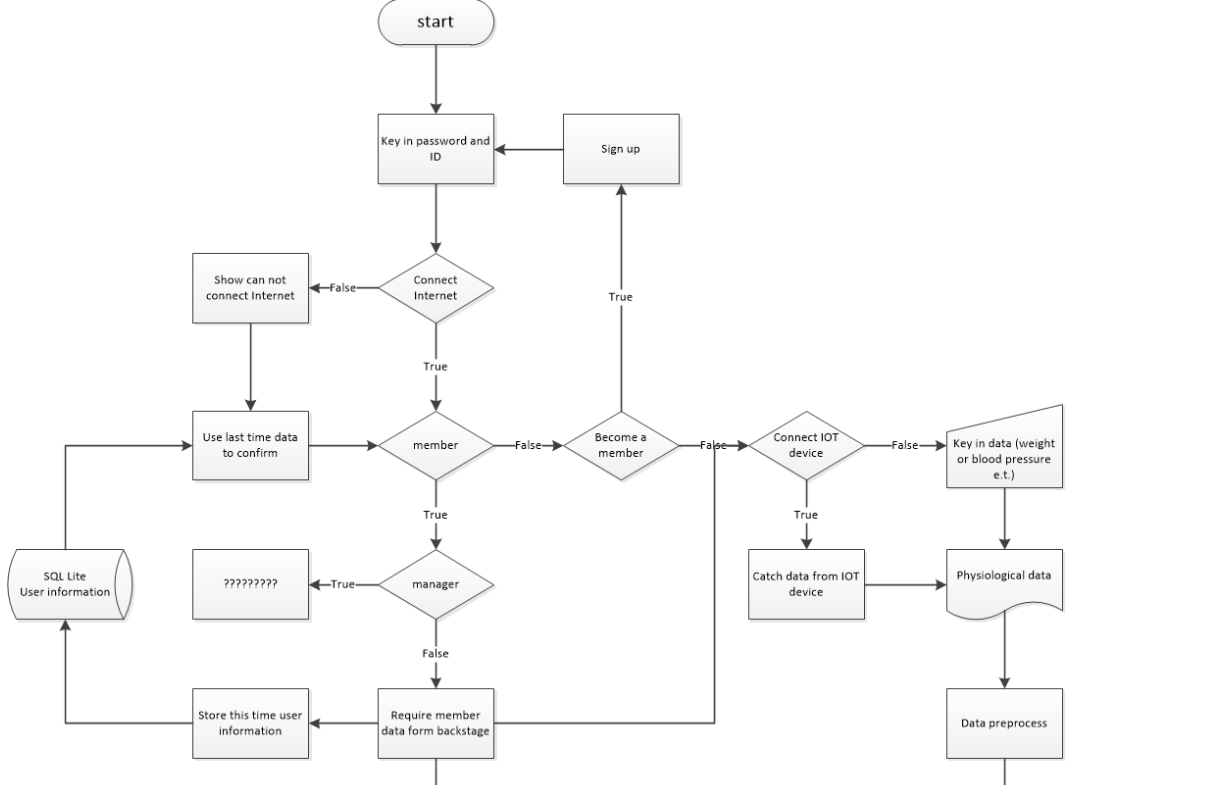 start
Key in password and
ID
Sign up
Show can not
connect Internet
False
Connect
Internet
True
True
Use last time data
to confirm
member
False
Become a
member
False
Connect IOT
device
False
Key in data (weight
or blood pressure
e.t.)
True
True
SQL Lite
User information
?????????
True
manager
Catch data from IOT
device
Physiological data
False
Store this time user
information
Require member
data form backstage
Data preprocess